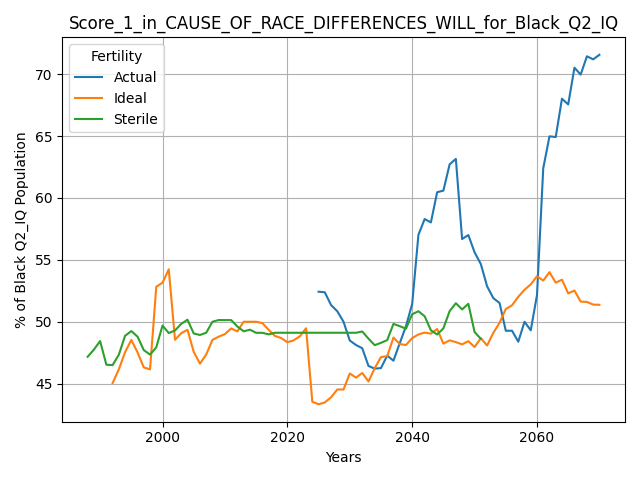 Score_1_in_CAUSE_OF_RACE_DIFFERENCES_WILL_for_Black_Q2_IQ
Fertility
Actual
Ideal
Sterile
% of Black Q2_IQ Population
70
65
60
55
50
45
2000
2020
2040
2060
Years